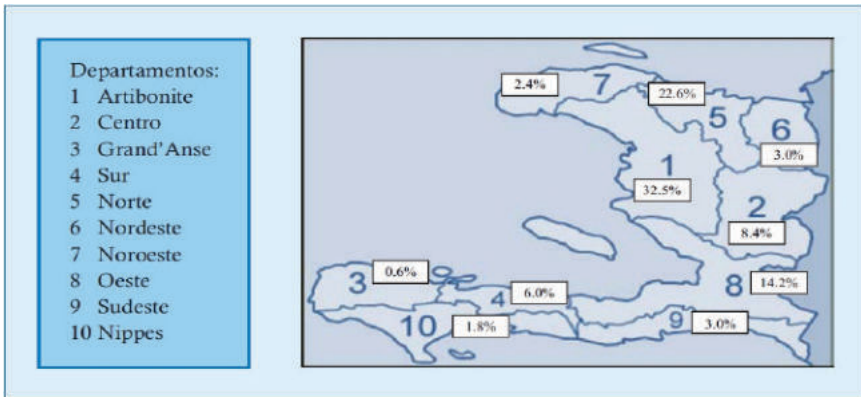 Departamentos:
1 Artibonite
2 Centro
3 Grand'Anse
4 Sur
5 Norte
6 Nordeste
7 Noroeste
8 Oeste
9 Sudeste
10 Nippes
2.4%
7
22.6%
5
6
3.0%
1
32.5%
2
8.4%
3
0.6%
4
6.0%
8
14.2%
10
1.8%
9
3.0%